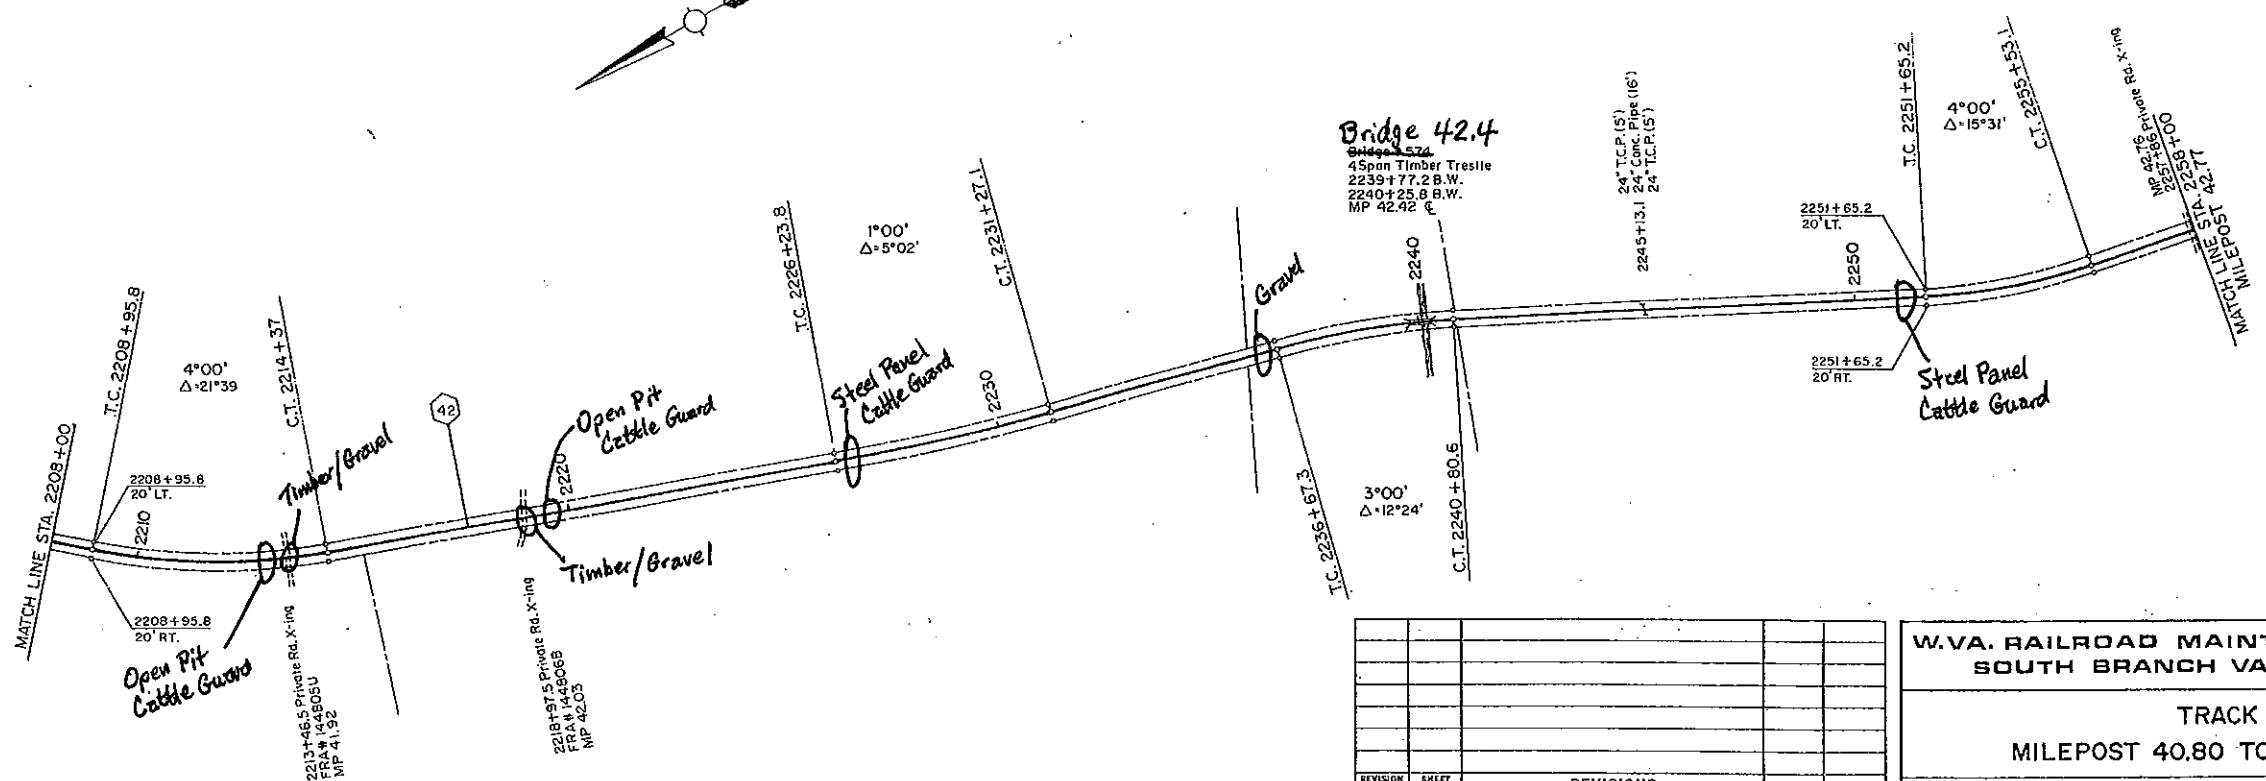 MATCH LINE STA. 2208+00
T.C. 2208+95.8
4°00'
Δ=21°39
C.T. 2214+37
2208+95.8
20' LT.
2210
2208+95.8
20' RT.
Open Pit
Cattle Guard
Timber/Gravel
2213+46.5 Private Rd. X-ing
FRA# 144805U
MP 41.92
42
Open Pit
Cattle Guard
2220
Timber/Gravel
2218+97.5 Private Rd. X-ing
FRA# 144806B
MP 42.03
T.C. 2226+23.8
1°00'
Δ=5°02'
C.T. 2231+27.1
Steel Panel
Cattle Guard
2230
Gravel
T.C. 2236+67.3
3°00'
Δ=12°24'
C.T. 2240+80.6
Bridge 42.4
Bridge 574
4 Span Timber Trestle
2239+77.2 B.W.
2240+25.8 B.W.
MP 42.42 ℄
2240
24" T.C.P. (5')
2245+13.1 24" Conc. Pipe (16')
24" T.C.P. (5')
2250
2251+65.2
20' LT.
2251+65.2
20' RT.
T.C. 2251+65.2
4°00'
Δ=15°31'
C.T. 2255+53.1
Steel Panel
Cattle Guard
MP 42.76
2257+86 Private Rd. X-ing
MATCH LINE STA. 2258+00
MILEPOST 42.77
REVISION
SHEET
REVISIONS
W.VA. RAILROAD MAINT
SOUTH BRANCH VA
TRACK
MILEPOST 40.80 TO